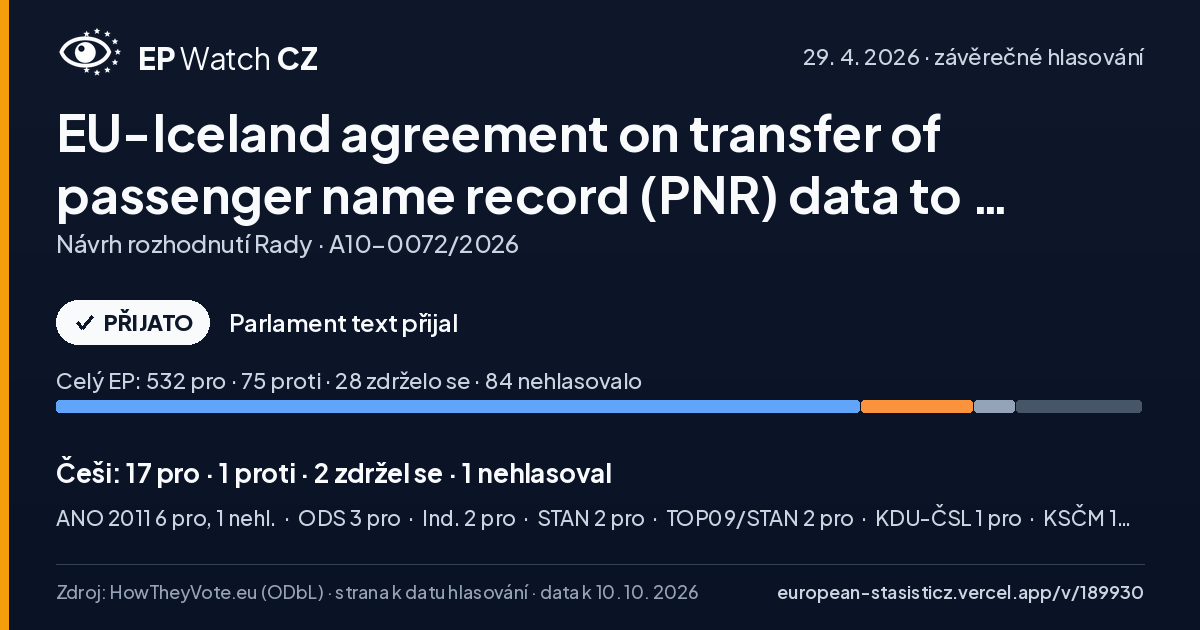 EP Watch CZ
29. 4. 2026 · závěrečné hlasování
EU-Iceland agreement on transfer of
passenger name record (PNR) data to …
Návrh rozhodnutí Rady · A10-0072/2026
✓ PŘIJATO
Parlament text přijal
Celý EP: 532 pro · 75 proti · 28 zdrželo se · 84 nehlasovalo
Češi: 17 pro · 1 proti · 2 zdržel se · 1 nehlasoval
ANO 2011 6 pro, 1 nehl. · ODS 3 pro · Ind. 2 pro · STAN 2 pro · TOP09/STAN 2 pro · KDU-ČSL 1 pro · KSČM 1…
Zdroj: HowTheyVote.eu (ODbL) · strana k datu hlasování · data k 10. 10. 2026
european-stasisticz.vercel.app/v/189930